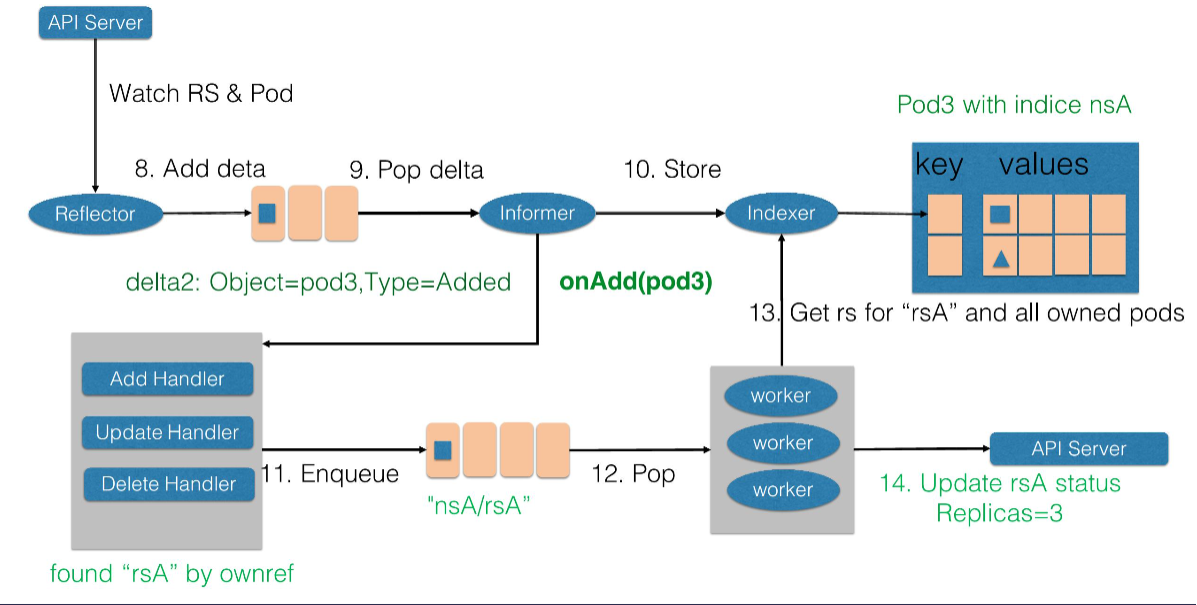 API Server
Watch RS & Pod
Pod3 with indice nsA
key values
8. Add deta
9. Pop delta
10. Store
Reflector
Informer
Indexer
delta2: Object=pod3,Type=Added
onAdd(pod3)
13. Get rs for “rsA” and all owned pods
Add Handler
Update Handler
Delete Handler
11. Enqueue
"nsA/rsA”
12. Pop
worker
worker
worker
API Server
14. Update rsA status
Replicas=3
found “rsA” by ownref